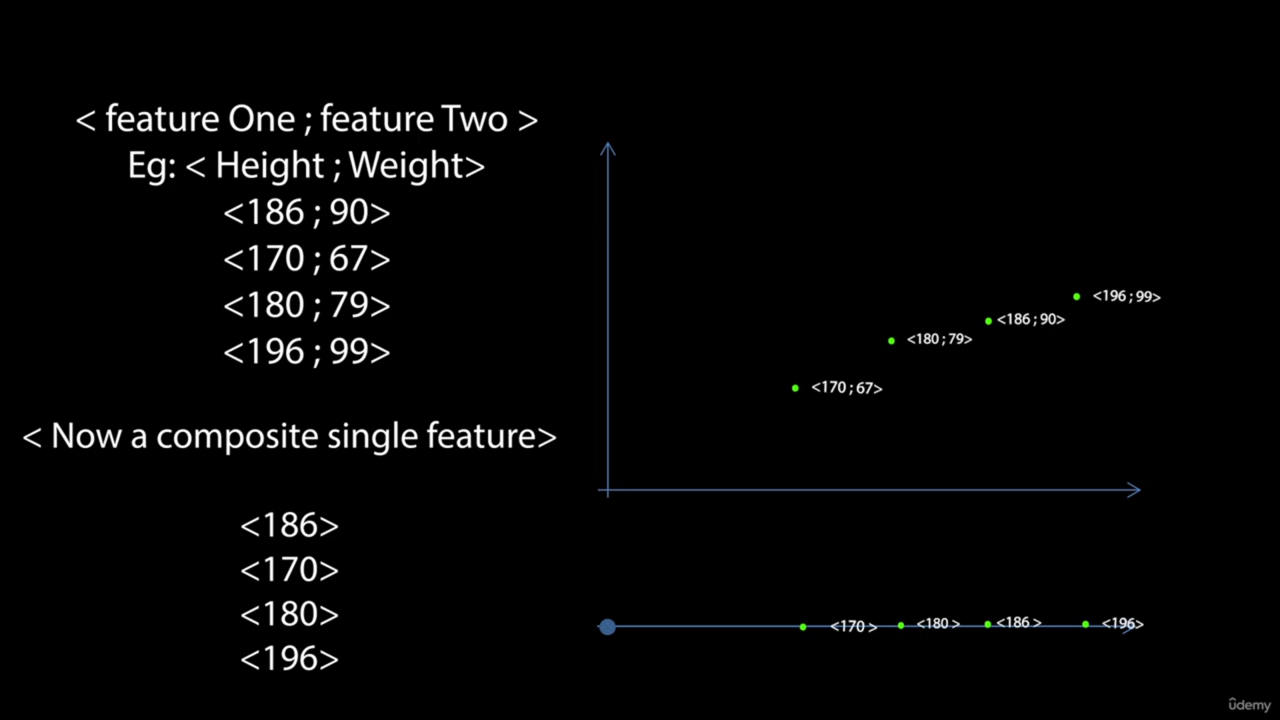 < feature One ; feature Two >
Eg: < Height ; Weight>
<186 ; 90>
<170 ; 67>
<180 ; 79>
<196 ; 99>
< Now a composite single feature>
<186>
<170>
<180>
<196>
<196 ; 99>
<186 ; 90>
<180 ; 79>
<170 ; 67>
<170 > <180 > <186 > <196>
ûdemy